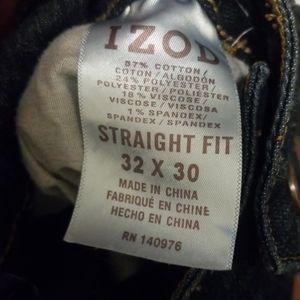 IZOD
57% COTTON/
COTON/ALGODÓN
24% POLYESTER/
POLYESTER/POLIÉSTER
18% VISCOSE/
VISCOSE/VISCOSA
1% SPANDEX/
SPANDEX/SPANDEX
STRAIGHT FIT
32 X 30
MADE IN CHINA
FABRIQUÉ EN CHINE
HECHO EN CHINA
RN 140976